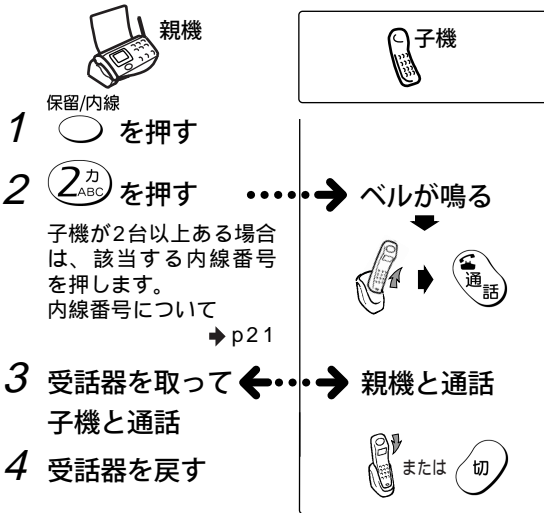 親機
子機
保留/内線
1 を押す
2 2カABC を押す
ベルが鳴る
子機が2台以上ある場合
は、該当する内線番号
を押します。
内線番号について
p21
通話
3 受話器を取って
子機と通話
親機と通話
4 受話器を戻す
または 切